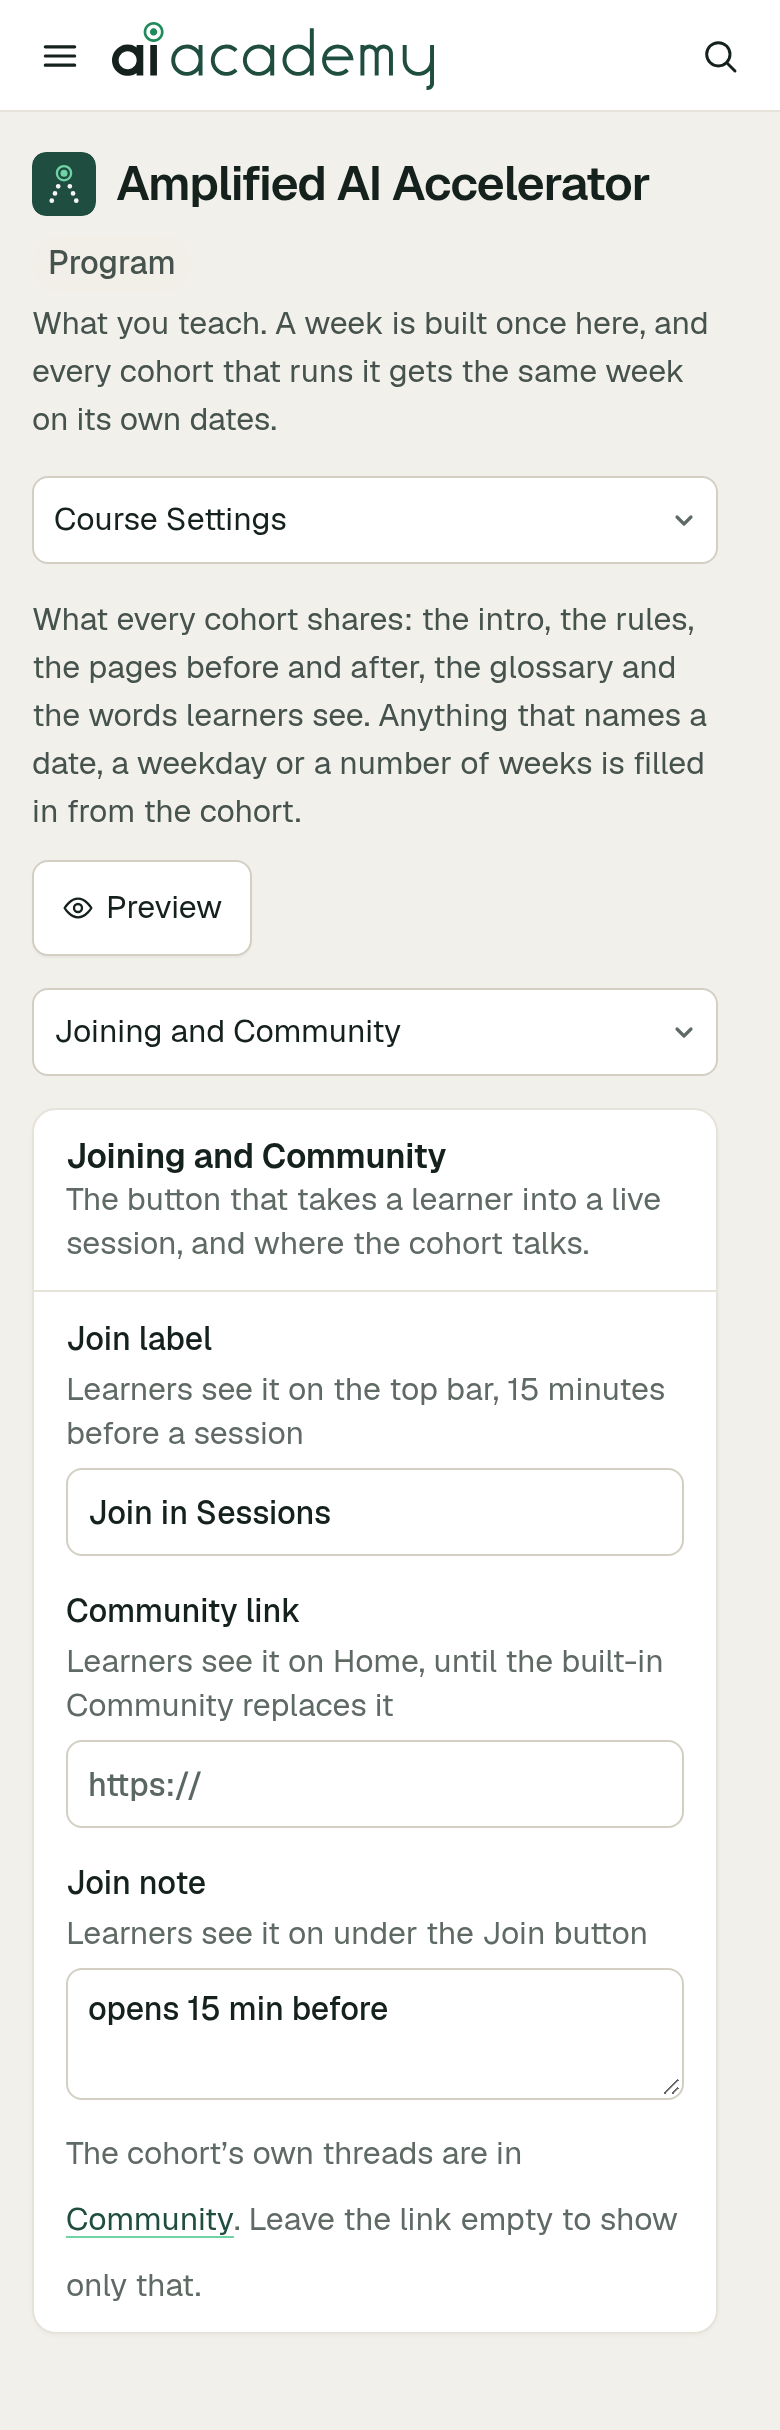 ai academy
Amplified AI Accelerator
Program
What you teach. A week is built once here, and
every cohort that runs it gets the same week
on its own dates.
Course Settings
What every cohort shares: the intro, the rules,
the pages before and after, the glossary and
the words learners see. Anything that names a
date, a weekday or a number of weeks is filled
in from the cohort.
Preview
Joining and Community
Joining and Community
The button that takes a learner into a live
session, and where the cohort talks.
Join label
Learners see it on the top bar, 15 minutes
before a session
Join in Sessions
Community link
Learners see it on Home, until the built-in
Community replaces it
https://
Join note
Learners see it on under the Join button
opens 15 min before
The cohort’s own threads are in
Community. Leave the link empty to show
only that.